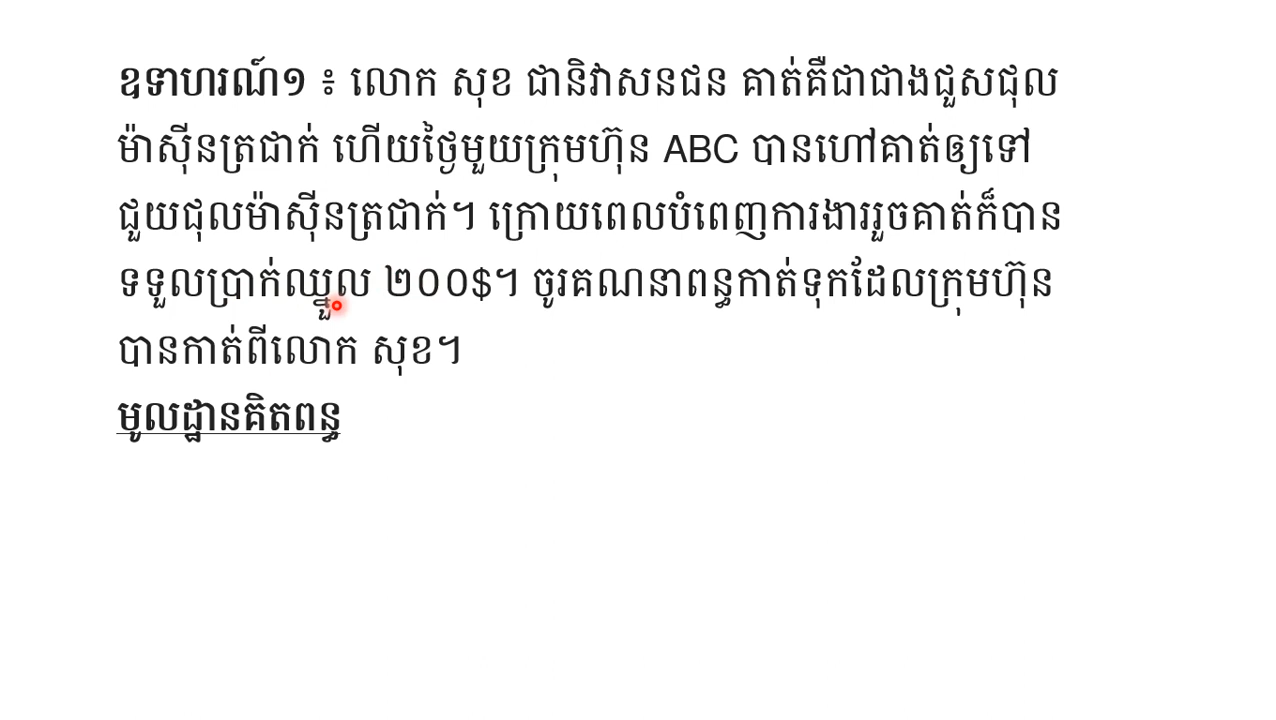 ឧទាហរណ៍១ ៖ លោក សុខ ជានិវាសនជន គាត់គឺជាជាងជួសជុល
ម៉ាស៊ីនត្រជាក់ ហើយថ្ងៃមួយក្រុមហ៊ុន ABC បានហៅគាត់ឲ្យទៅ
ជួយជុលម៉ាស៊ីនត្រជាក់។ ក្រោយពេលបំពេញការងាររួចគាត់ក៏បាន
ទទួលប្រាក់ឈ្នួល ២០០$។ ចូរគណនាពន្ធកាត់ទុកដែលក្រុមហ៊ុន
បានកាត់ពីលោក សុខ។
មូលដ្ឋានគិតពន្ធ